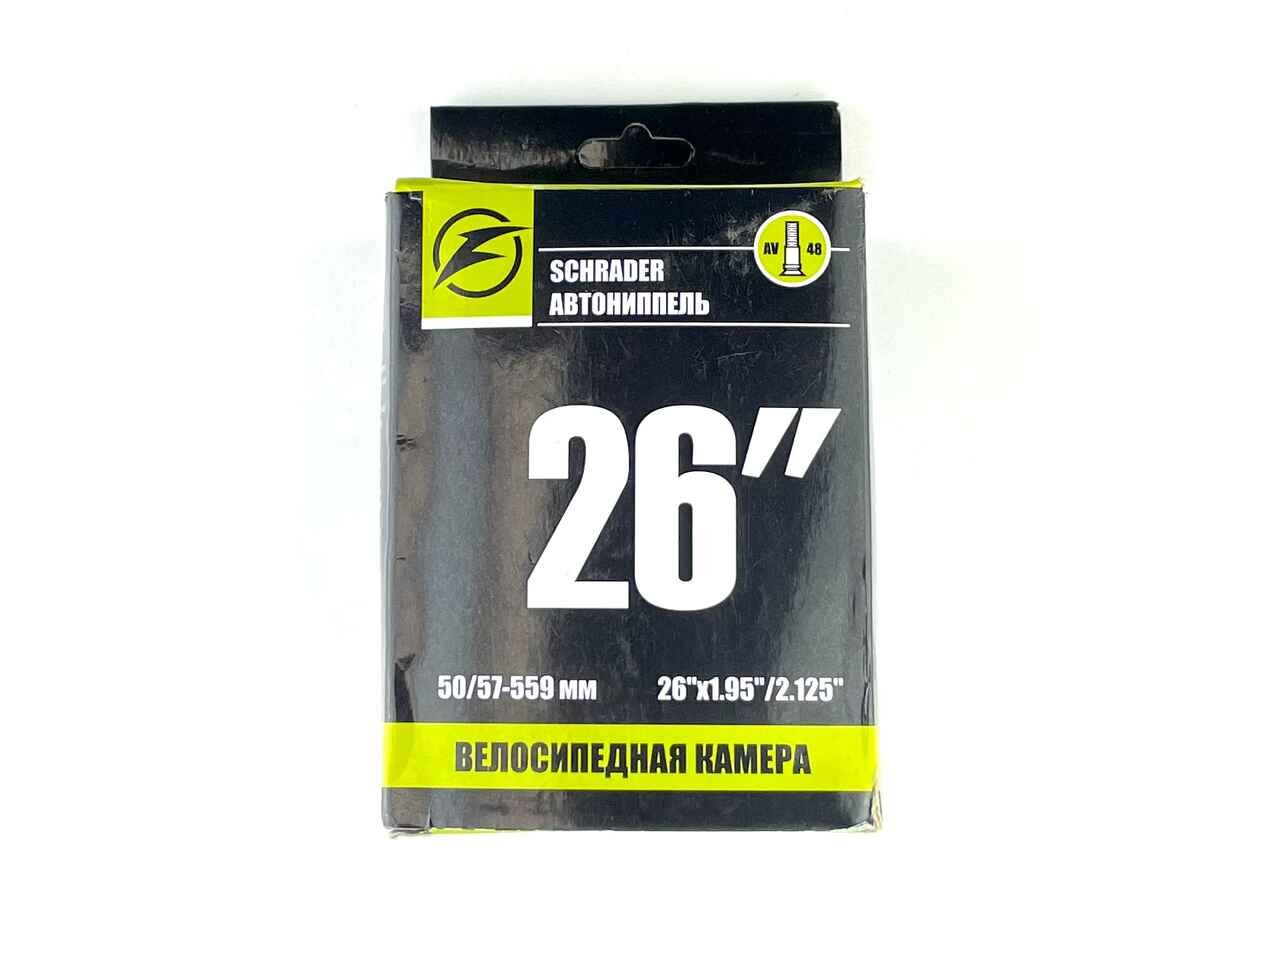 AV 48
SCHRADER
АВТОНИППЕЛЬ
26"
50/57-559 мм 26"x1.95"/2.125"
ВЕЛОСИПЕДНАЯ КАМЕРА